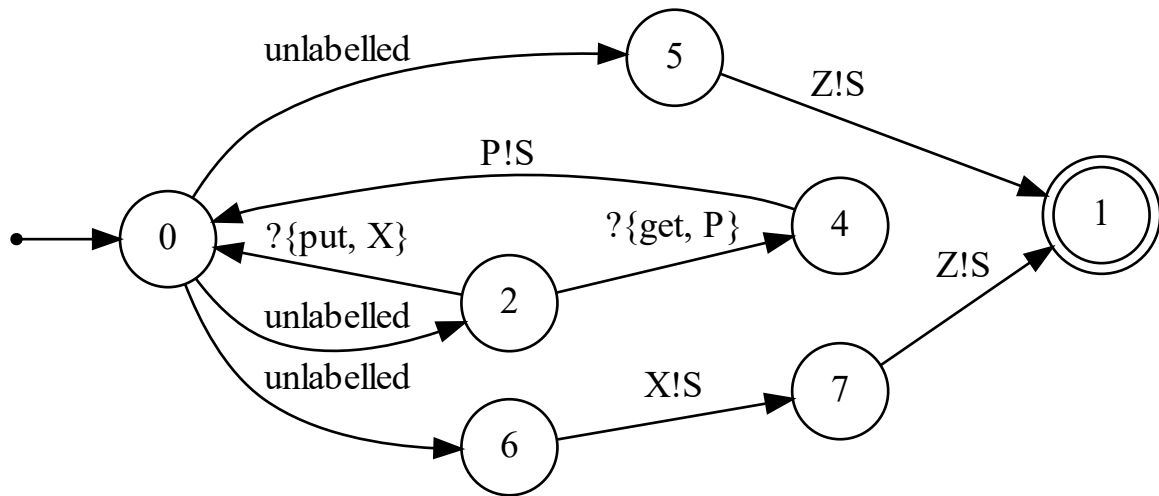 unlabelled
5
Z!S
P!S
0
?{put, X}
?{get, P}
4
1
2
unlabelled
Z!S
unlabelled
X!S
7
6